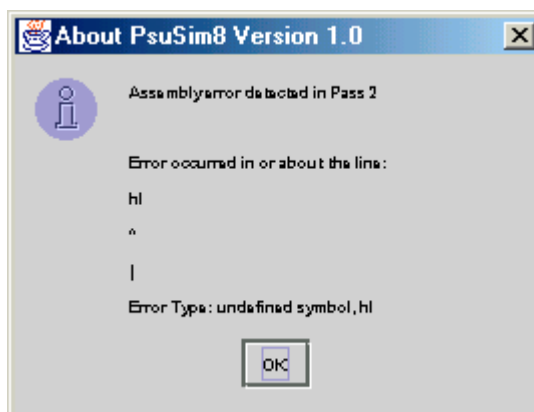 About PsuSim8 Version 1.0
Assembly error detected in Pass 2
Error occurred in or about the line:
hl
^
|
Error Type: undefined symbol, hl
OK